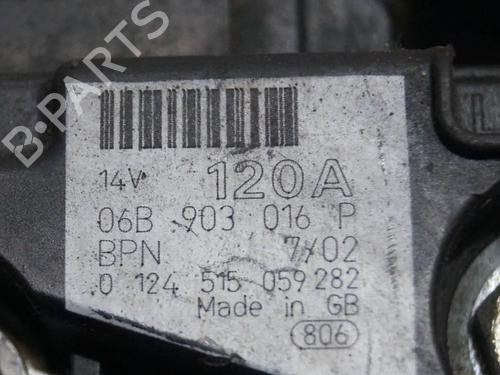 B-PARTS
14V 120A
06B 903 016 P
BPN 7/02
0 124 515 059 282
Made in GB
806